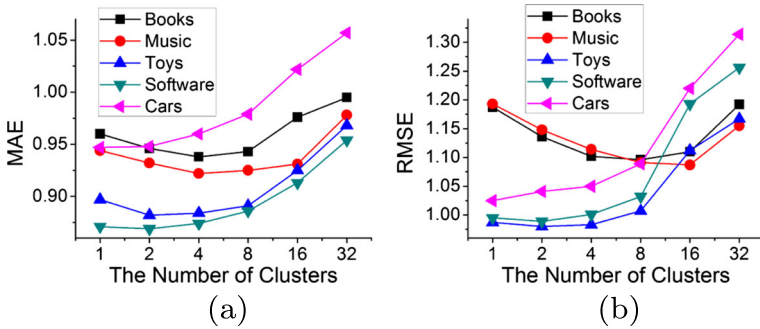 Books
Music
Toys
Software
Cars
1.05
1.00
0.95
0.90
MAE
1 2 4 8 16 32
The Number of Clusters
(a)
Books
Music
Toys
Software
Cars
1.30
1.25
1.20
1.15
1.10
1.05
1.00
RMSE
1 2 4 8 16 32
The Number of Clusters
(b)